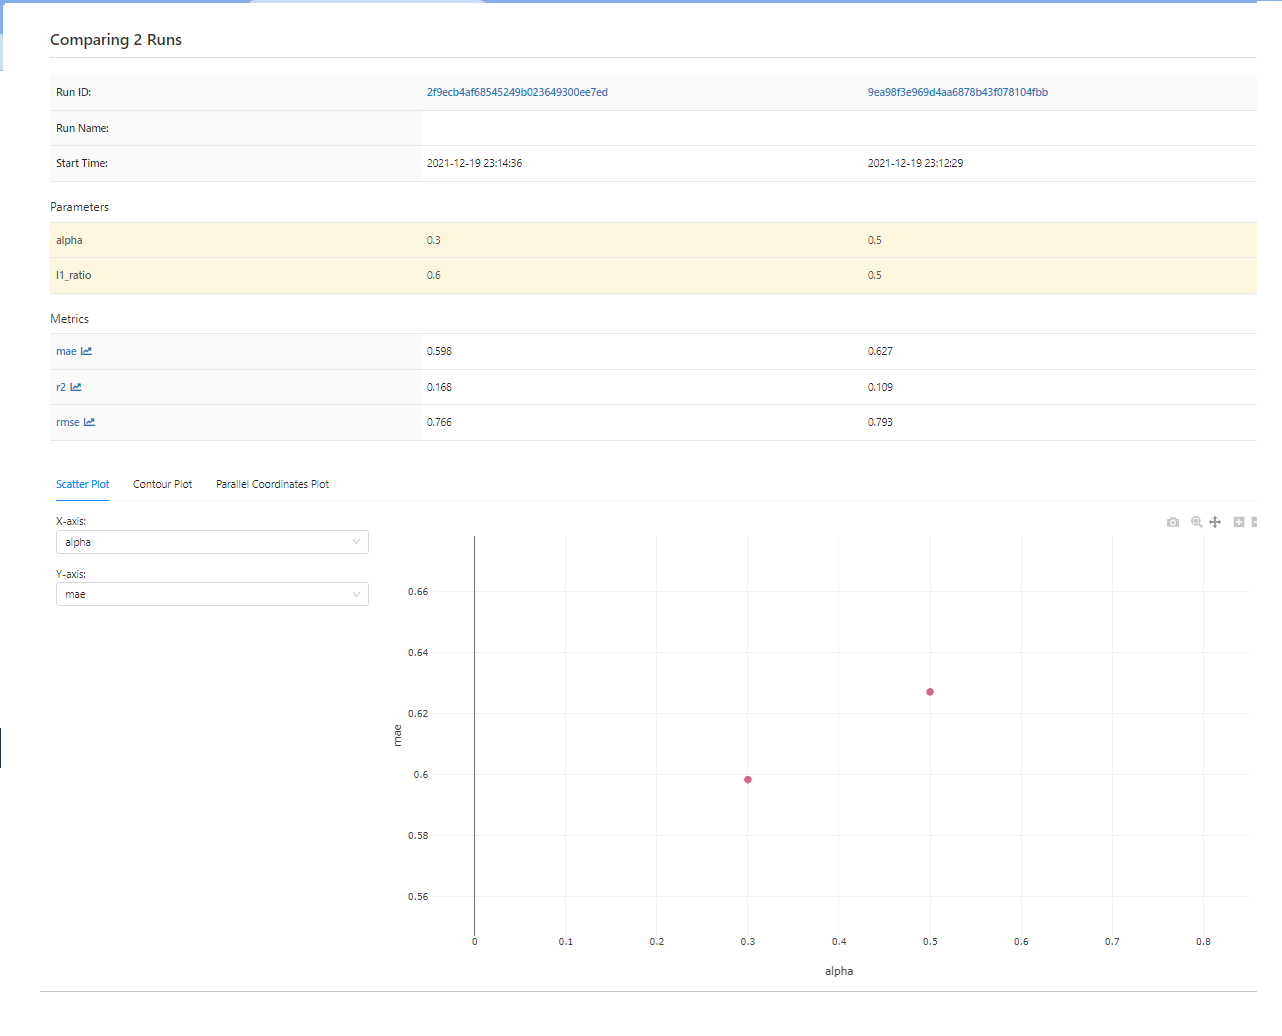 Comparing 2 Runs
Run ID: 2f9ecb4af68545249b023649300ee7ed 9ea98f3e969d4aa6878b43f078104fbb
Run Name:
Start Time: 2021-12-19 23:14:36 2021-12-19 23:12:29
Parameters
alpha 0.3 0.5
l1_ratio 0.6 0.5
Metrics
mae 0.598 0.627
r2 0.168 0.109
rmse 0.766 0.793
Scatter Plot Contour Plot Parallel Coordinates Plot
X-axis:
alpha
Y-axis:
mae
0.66
0.64
0.62
0.6
0.58
0.56
mae
0 0.1 0.2 0.3 0.4 0.5 0.6 0.7 0.8
alpha